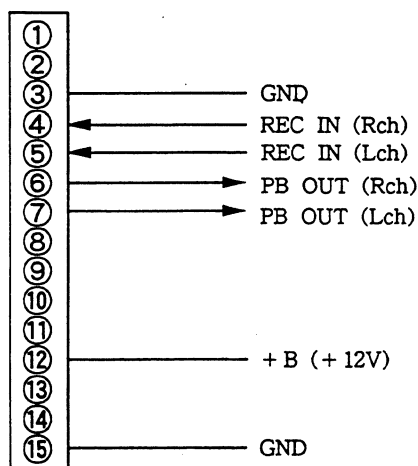 ①
②
③ GND
④ REC IN (Rch)
⑤ REC IN (Lch)
⑥ PB OUT (Rch)
⑦ PB OUT (Lch)
⑧
⑨
⑩
⑪
⑫ +B (+12V)
⑬
⑭
⑮ GND